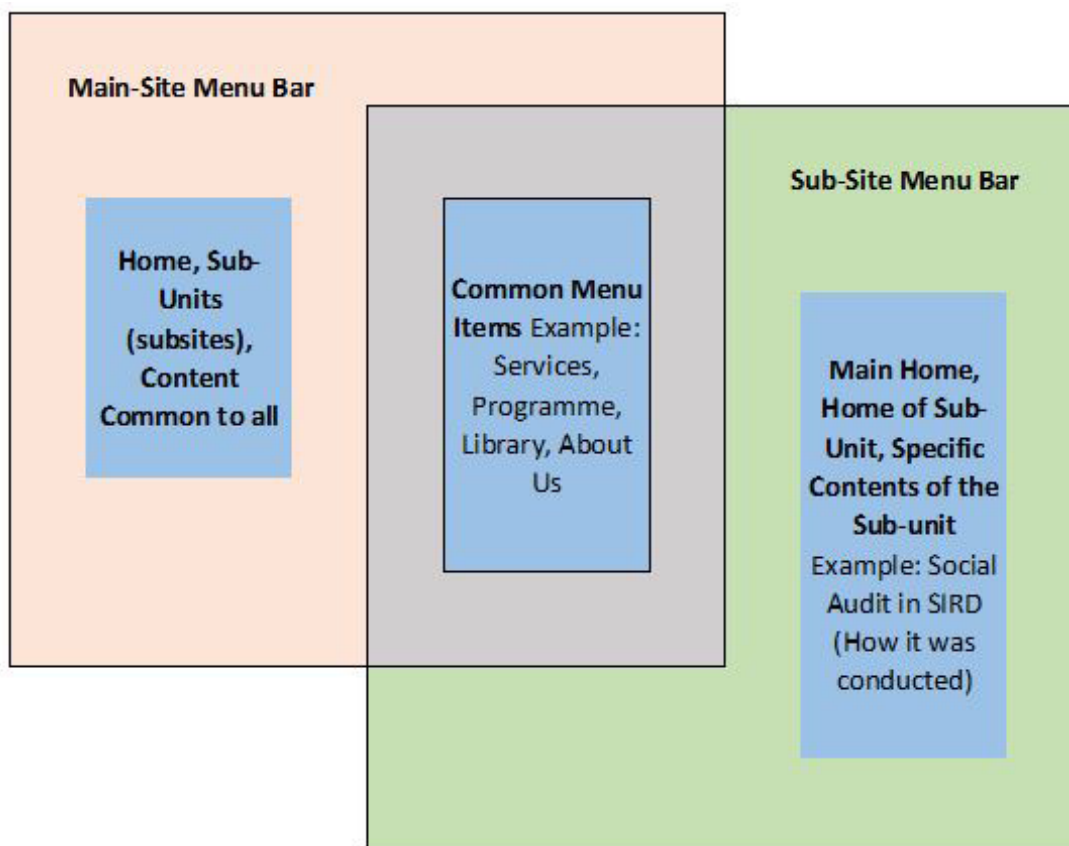 Main-Site Menu Bar
Sub-Site Menu Bar
Home, Sub-
Units
(subsites),
Content
Common to all
Common Menu
Items Example:
Services,
Programme,
Library, About
Us
Main Home,
Home of Sub-
Unit, Specific
Contents of the
Sub-unit
Example: Social
Audit in SIRD
(How it was
conducted)